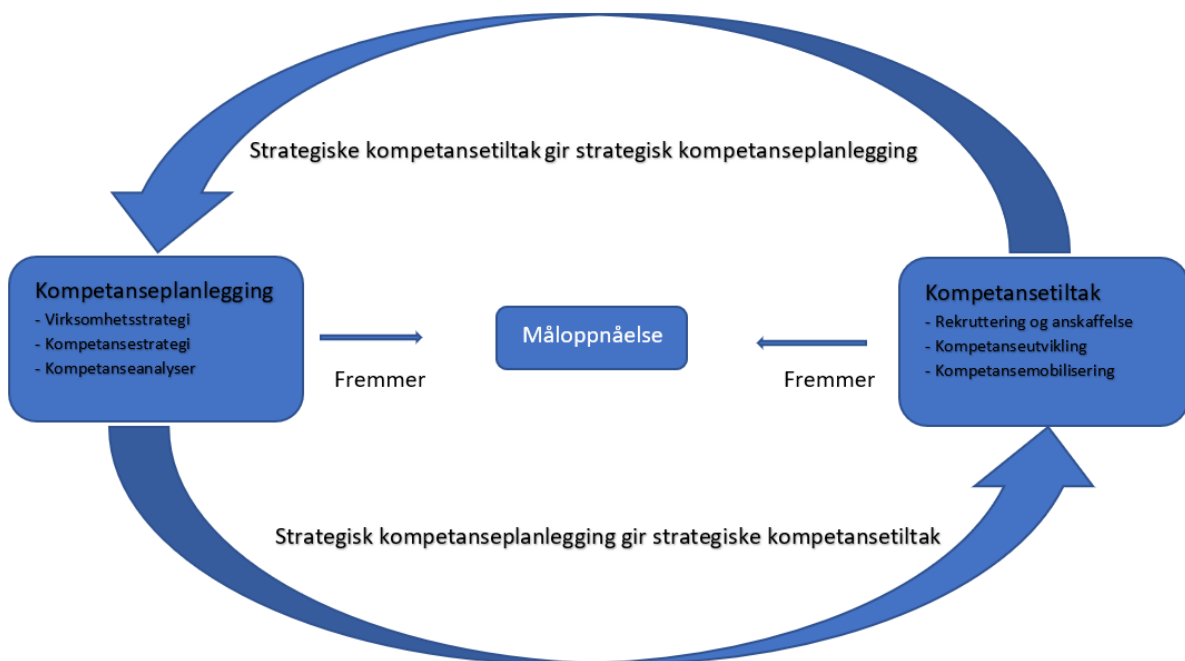 Strategiske kompetansetiltak gir strategisk kompetanseplanlegging
Kompetanseplanlegging
- Virksomhetsstrategi
- Kompetansestrategi
- Kompetanseanalyser
Fremmer
Måloppnåelse
Fremmer
Kompetansetiltak
- Rekruttering og anskaffelse
- Kompetanseutvikling
- Kompetansemobilisering
Strategisk kompetanseplanlegging gir strategiske kompetansetiltak